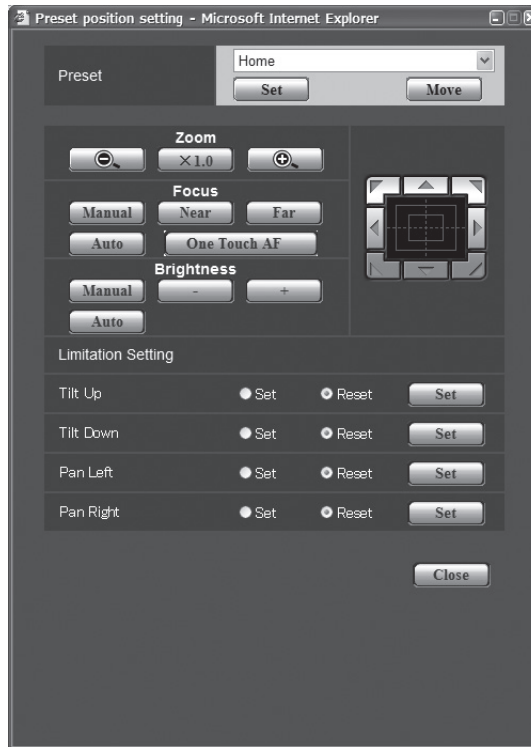 Preset position setting - Microsoft Internet Explorer
Preset
Home
Set Move
Zoom
×1.0
Focus
Manual Near Far
Auto One Touch AF
Brightness
Manual - +
Auto
Limitation Setting
Tilt Up Set Reset Set
Tilt Down Set Reset Set
Pan Left Set Reset Set
Pan Right Set Reset Set
Close